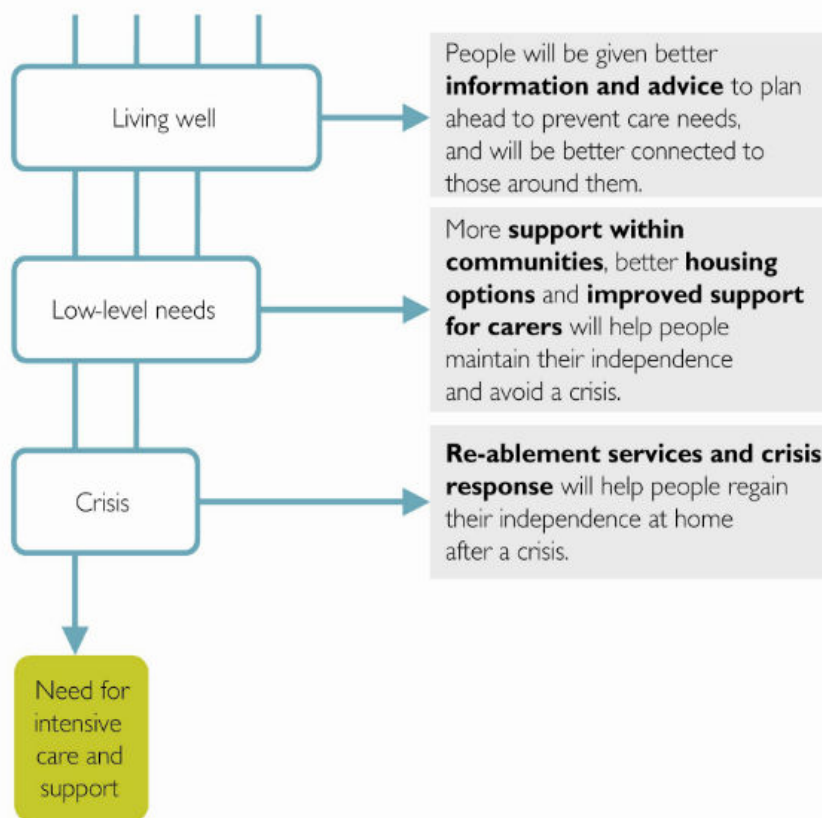 Living well
People will be given better
information and advice to plan
ahead to prevent care needs,
and will be better connected to
those around them.
Low-level needs
More support within
communities, better housing
options and improved support
for carers will help people
maintain their independence
and avoid a crisis.
Crisis
Re-ablement services and crisis
response will help people regain
their independence at home
after a crisis.
Need for
intensive
care and
support